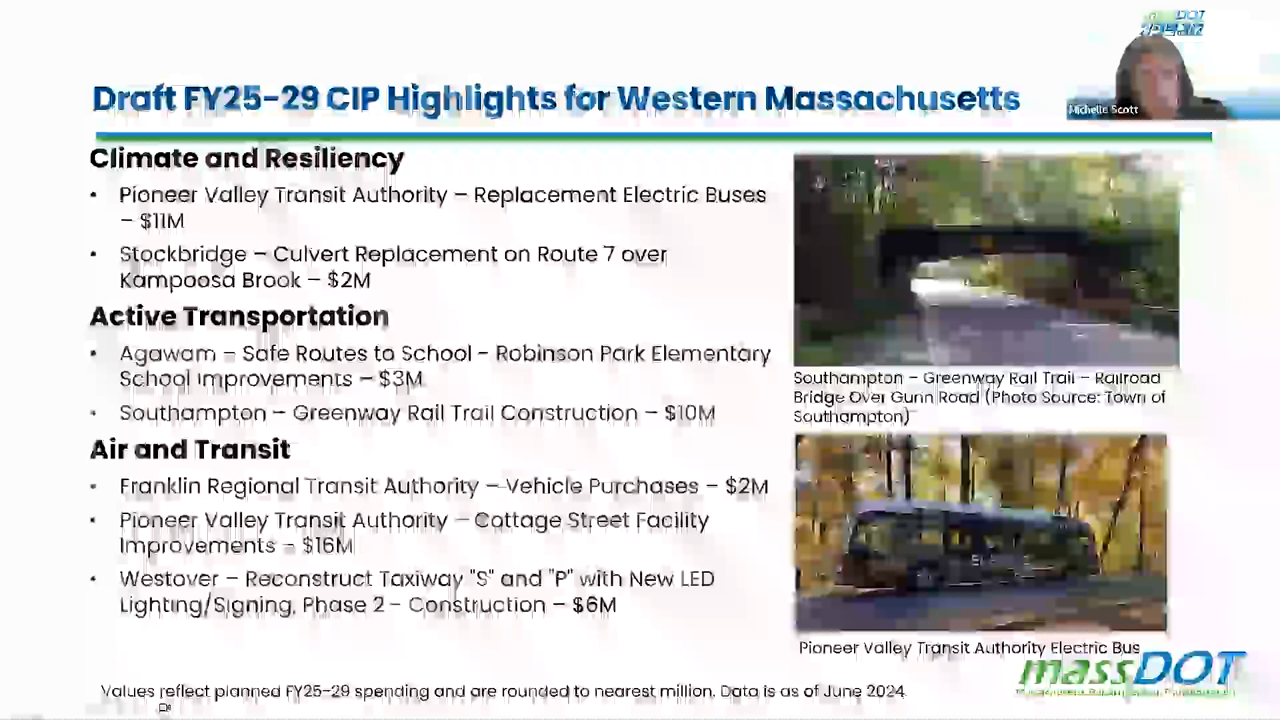 Draft FY25-29 CIP Highlights for Western Massachusetts
Michelle Scott
Climate and Resiliency
• Pioneer Valley Transit Authority – Replacement Electric Buses
– $11M
• Stockbridge – Culvert Replacement on Route 7 over
Kampoosa Brook – $2M
Active Transportation
• Agawam – Safe Routes to School - Robinson Park Elementary
School Improvements – $3M
• Southampton – Greenway Rail Trail Construction – $10M
Air and Transit
• Franklin Regional Transit Authority – Vehicle Purchases – $2M
• Pioneer Valley Transit Authority – Cottage Street Facility
Improvements – $16M
• Westover – Reconstruct Taxiway "S" and "P" with New LED
Lighting/Signing, Phase 2 - Construction – $6M
Southampton – Greenway Rail Trail – Railroad
Bridge Over Gunn Road (Photo Source: Town of
Southampton)
Pioneer Valley Transit Authority Electric Bus
massDOT
Values reflect planned FY25-29 spending and are rounded to nearest million. Data is as of June 2024.